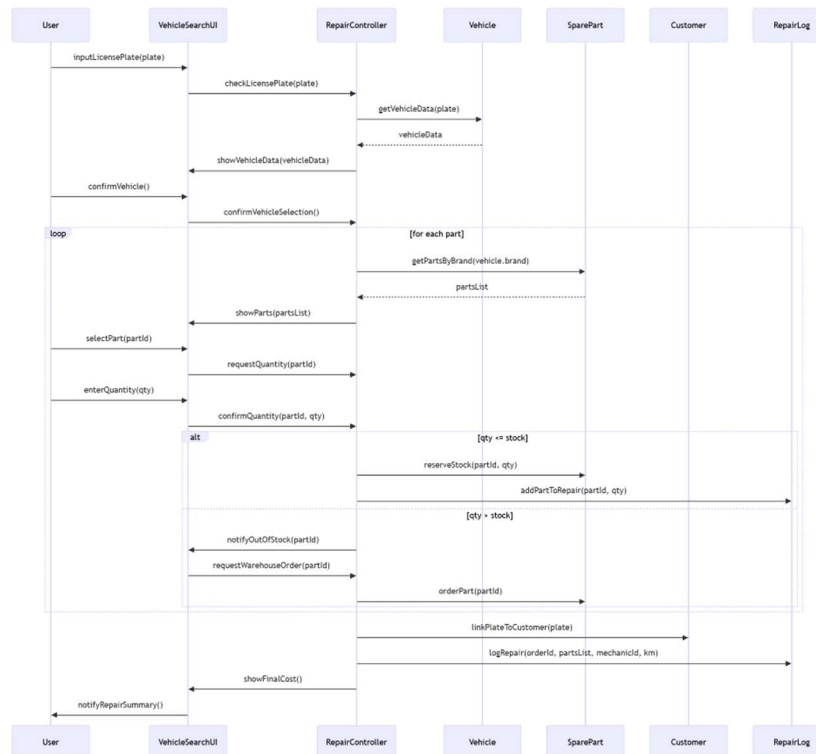 User VehicleSearchUI RepairController Vehicle SparePart Customer RepairLog
inputLicensePlate(plate)
checkLicensePlate(plate)
getVehicleData(plate)
vehicleData
showVehicleData(vehicleData)
confirmVehicle()
confirmVehicleSelection()
loop [for each part]
getPartsByBrand(vehicle.brand)
partsList
showParts(partsList)
selectPart(partId)
requestQuantity(partId)
enterQuantity(qty)
confirmQuantity(partId, qty)
alt [qty <= stock]
reserveStock(partId, qty)
addPartToRepair(partId, qty)
[qty > stock]
notifyOutOfStock(partId)
requestWarehouseOrder(partId)
orderPart(partId)
linkPlateToCustomer(plate)
logRepair(orderId, partsList, mechanicId, km)
showFinalCost()
notifyRepairSummary()
User VehicleSearchUI RepairController Vehicle SparePart Customer RepairLog